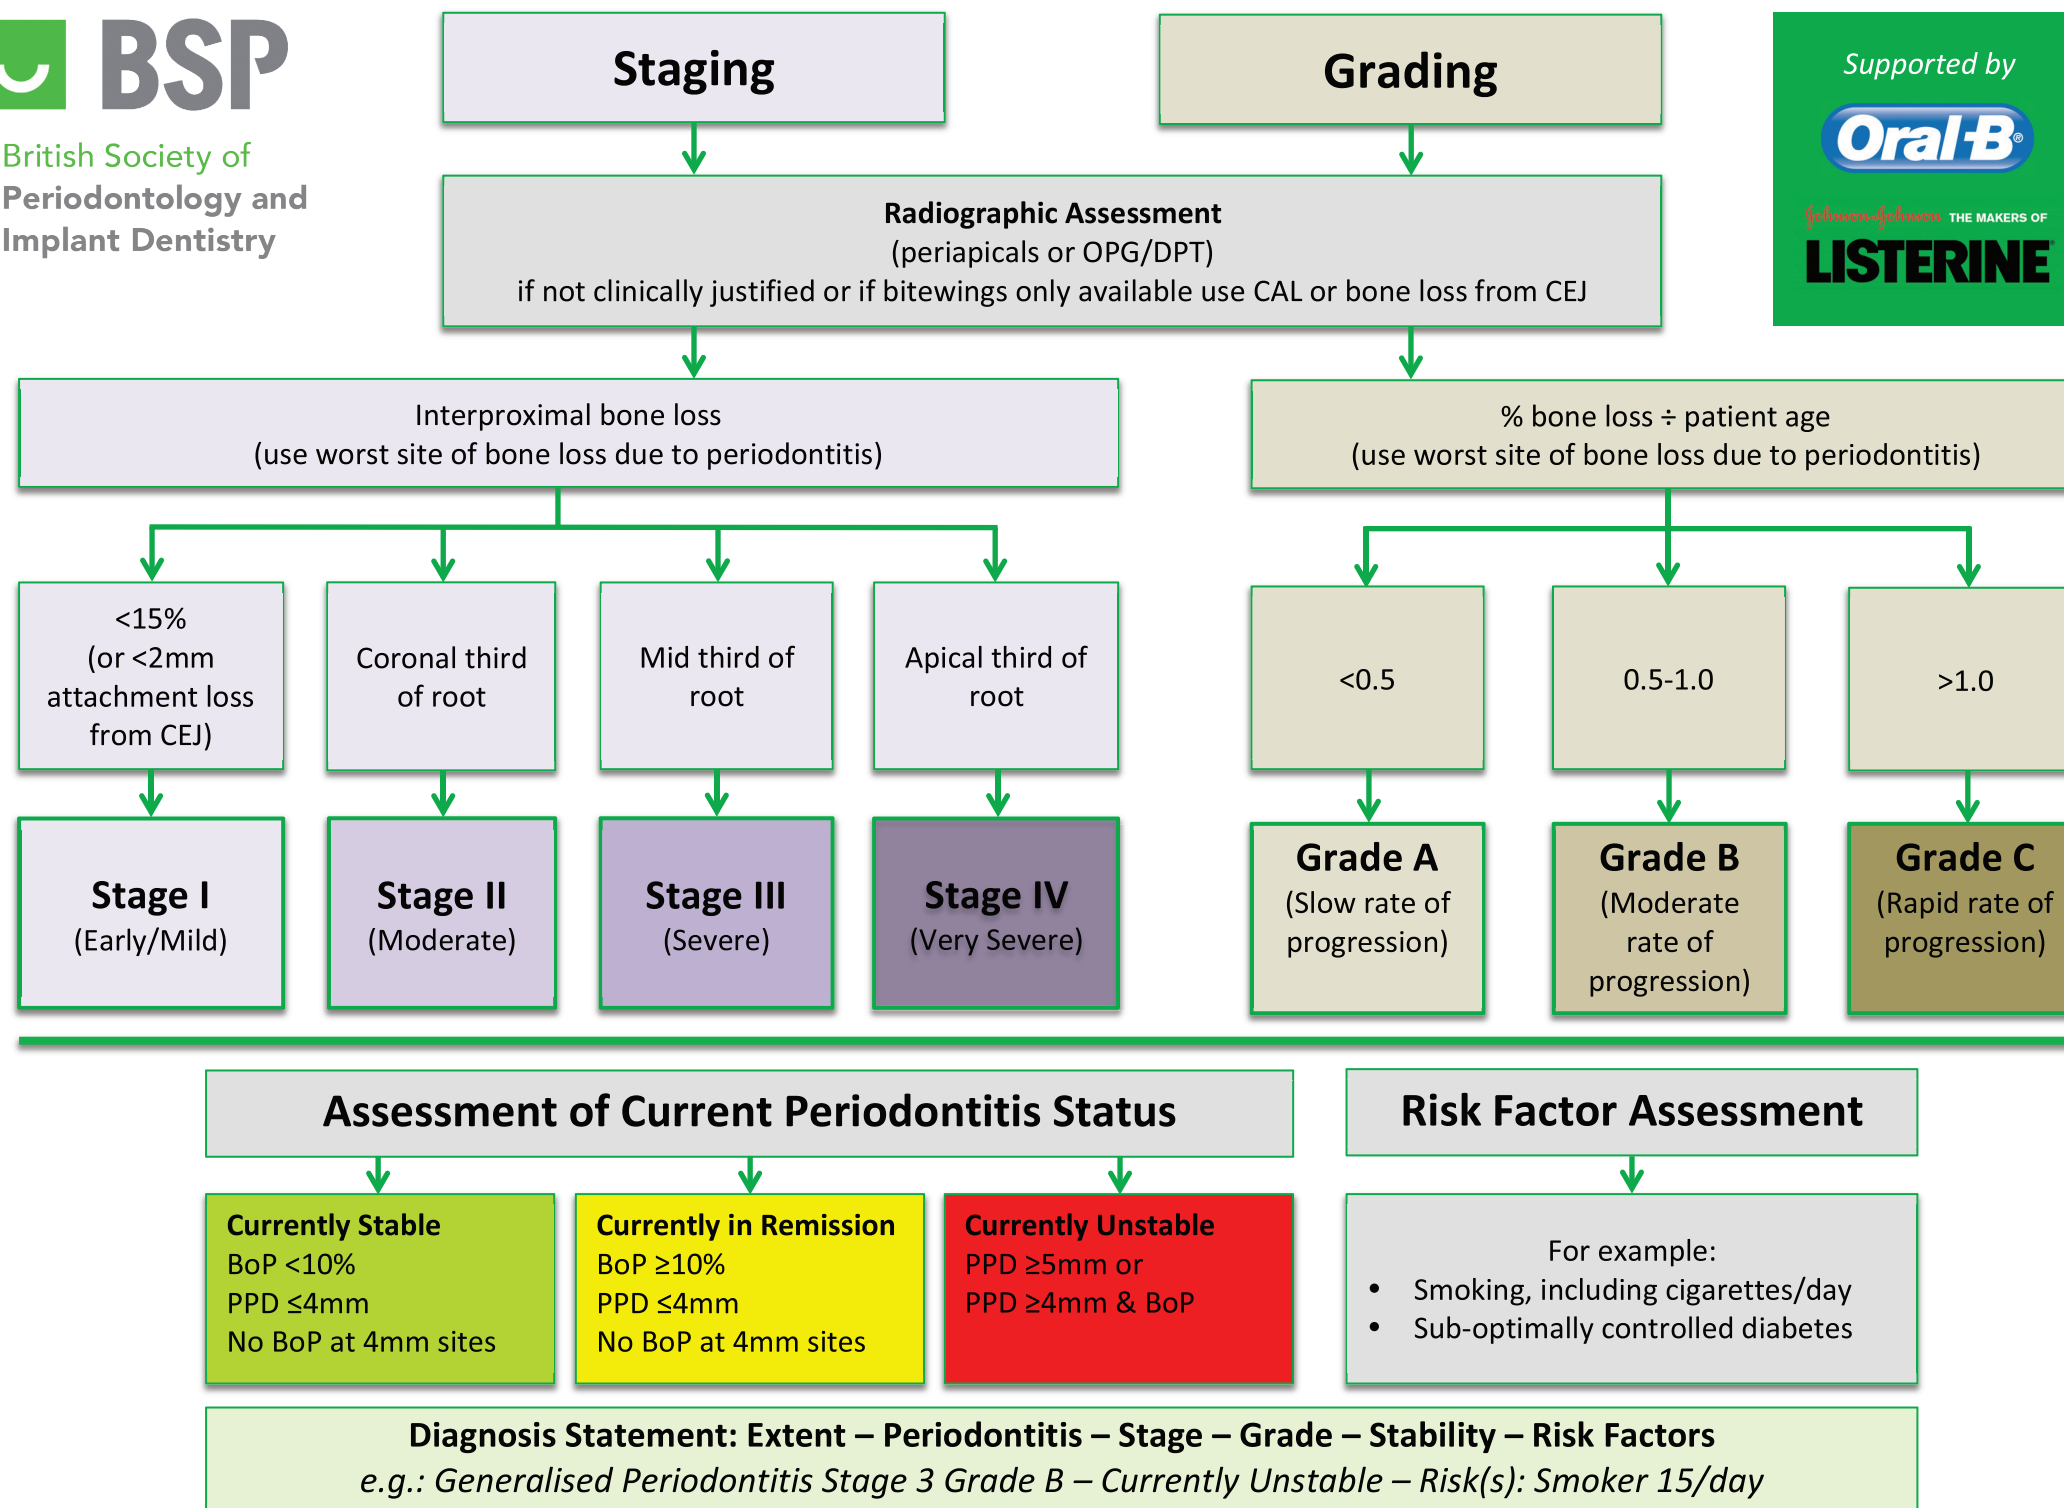 BSP
British Society of
Periodontology and
Implant Dentistry
Staging
Grading
Supported by
Oral-B®
Johnson & Johnson THE MAKERS OF
LISTERINE®
Radiographic Assessment
(periapicals or OPG/DPT)
if not clinically justified or if bitewings only available use CAL or bone loss from CEJ
Interproximal bone loss
(use worst site of bone loss due to periodontitis)
% bone loss ÷ patient age
(use worst site of bone loss due to periodontitis)
<15%
(or <2mm
attachment loss
from CEJ)
Coronal third
of root
Mid third of
root
Apical third of
root
<0.5
0.5-1.0
>1.0
Stage I
(Early/Mild)
Stage II
(Moderate)
Stage III
(Severe)
Stage IV
(Very Severe)
Grade A
(Slow rate of
progression)
Grade B
(Moderate
rate of
progression)
Grade C
(Rapid rate of
progression)
Assessment of Current Periodontitis Status
Risk Factor Assessment
Currently Stable
BoP <10%
PPD ≤4mm
No BoP at 4mm sites
Currently in Remission
BoP ≥10%
PPD ≤4mm
No BoP at 4mm sites
Currently Unstable
PPD ≥5mm or
PPD ≥4mm & BoP
For example:
• Smoking, including cigarettes/day
• Sub-optimally controlled diabetes
Diagnosis Statement: Extent – Periodontitis – Stage – Grade – Stability – Risk Factors
e.g.: Generalised Periodontitis Stage 3 Grade B – Currently Unstable – Risk(s): Smoker 15/day